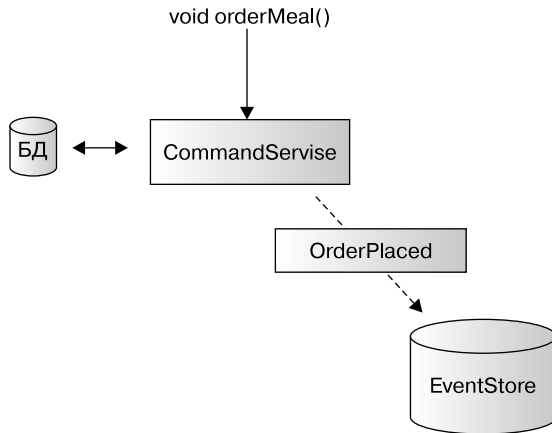 void orderMeal()
БД
CommandServise
OrderPlaced
EventStore